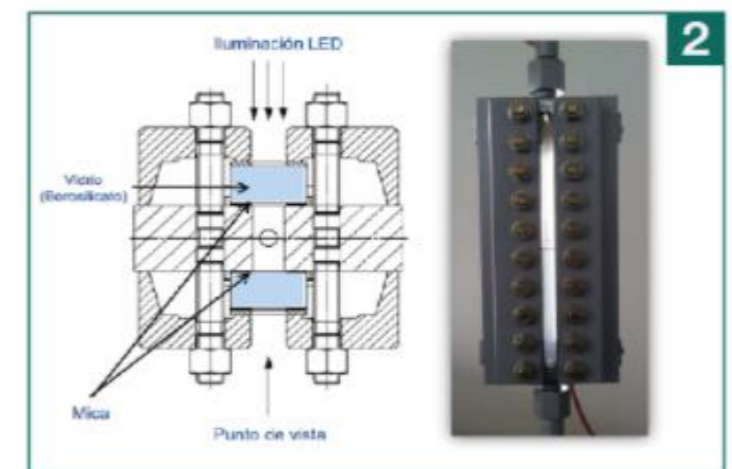 2
Iluminación LED
Vidrio
(Borosilicato)
Mica
Punto de vista